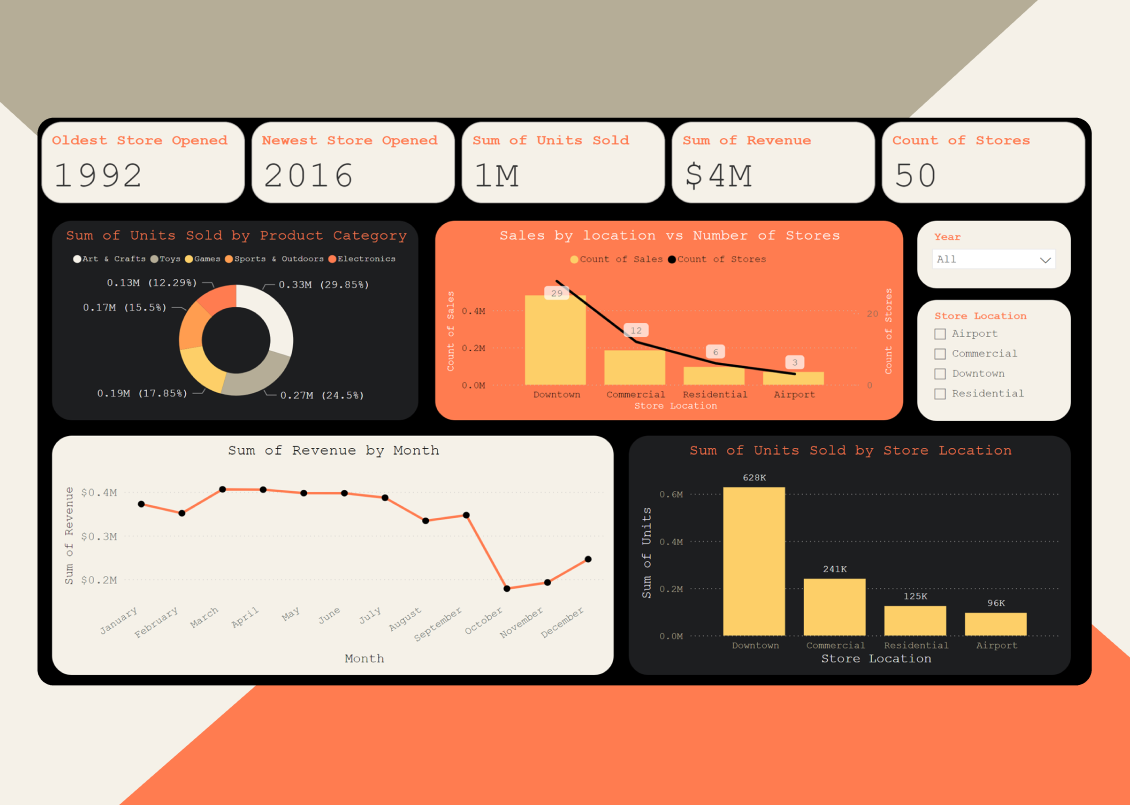 Oldest Store Opened
1992
Newest Store Opened
2016
Sum of Units Sold
1M
Sum of Revenue
$4M
Count of Stores
50
Sum of Units Sold by Product Category
Art & Crafts Toys Games Sports & Outdoors Electronics
0.13M (12.29%)
0.33M (29.85%)
0.17M (15.5%)
0.19M (17.85%)
0.27M (24.5%)
Sales by location vs Number of Stores
Count of Sales Count of Stores
Count of Sales
0.4M
0.2M
0.0M
29
12
6
3
20
0
Count of Stores
Downtown Commercial Residential Airport
Store Location
Year
All
Store Location
Airport
Commercial
Downtown
Residential
Sum of Revenue by Month
Sum of Revenue
$0.4M
$0.3M
$0.2M
January February March April May June July August September October November December
Month
Sum of Units Sold by Store Location
Sum of Units
0.6M
0.4M
0.2M
0.0M
628K
241K
125K
96K
Downtown Commercial Residential Airport
Store Location